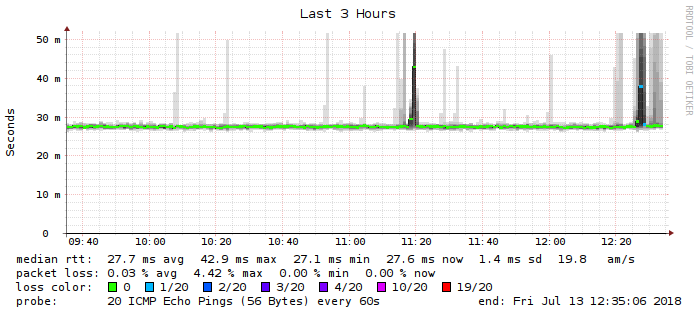 Last 3 Hours
RRDTOOL / TOBI OETIKER
Seconds
50 m
40 m
30 m
20 m
10 m
0
09:40 10:00 10:20 10:40 11:00 11:20 11:40 12:00 12:20
median rtt: 27.7 ms avg 42.9 ms max 27.1 ms min 27.6 ms now 1.4 ms sd 19.8 am/s
packet loss: 0.03 % avg 4.42 % max 0.00 % min 0.00 % now
loss color: 0 1/20 2/20 3/20 4/20 10/20 19/20
probe: 20 ICMP Echo Pings (56 Bytes) every 60s end: Fri Jul 13 12:35:06 2018